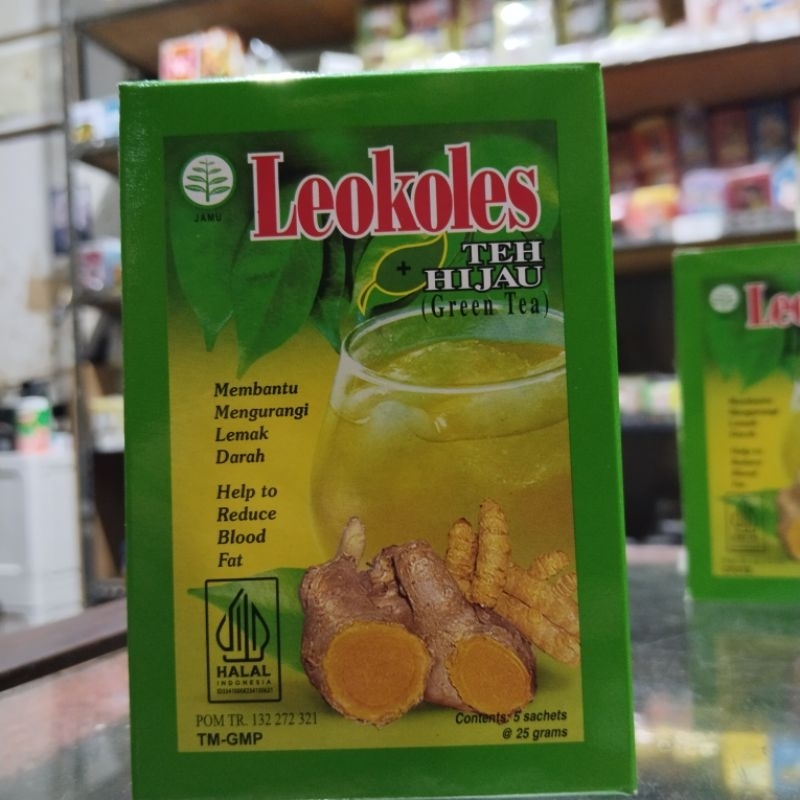 JAMU
Leokoles
+
TEH
HIJAU
(Green Tea)
Membantu
Mengurangi
Lemak
Darah
Help to
Reduce
Blood
Fat
HALAL
INDONESIA
POM TR. 132 272 321
TM-GMP
Contents: 5 sachets
@ 25 grams
Leo